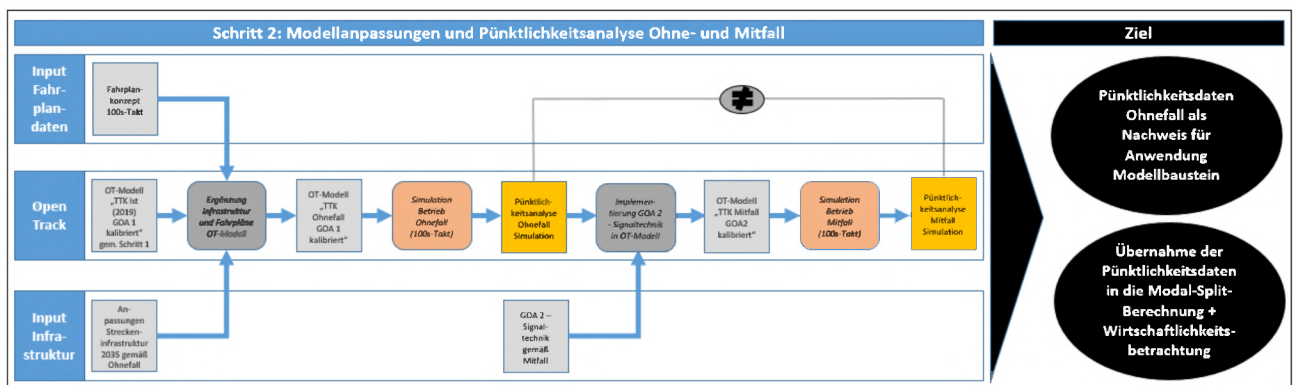 Schritt 2: Modellanpassungen und Pünktlichkeitsanalyse Ohne- und Mitfall
Ziel
Input
Fahr-
plan-
daten
Fahrplan-
konzept
100s-Takt
≠
Open
Track
OT-Modell
„TTK Ist
(2019)
GOA 1
kalibriert“
gem. Schritt 1
Ergänzung
Infrastruktur
und Fahrpläne
OT-Modell
OT-Modell
„TTK
Ohnefall
GOA 1
kalibriert“
Simulation
Betrieb
Ohnefall
(100s-Takt)
Pünktlich-
keitsanalyse
Ohnefall
Simulation
Implemen-
tierung GOA 2
- Signaltechnik
in OT-Modell
OT-Modell
„TTK Mitfall
GOA2
kalibriert“
Simulation
Betrieb
Mitfall
(100s-Takt)
Pünktlich-
keitsanalyse
Mitfall
Simulation
Input
Infra-
struktur
An-
passungen
Strecken-
infrastruktur
2035 gemäß
Ohnefall
GOA 2 –
Signal-
technik
gemäß
Mitfall
Pünktlichkeitsdaten
Ohnefall als
Nachweis für
Anwendung
Modellbaustein
Übernahme der
Pünktlichkeitsdaten
in die Modal-Split-
Berechnung +
Wirtschaftlichkeits-
betrachtung